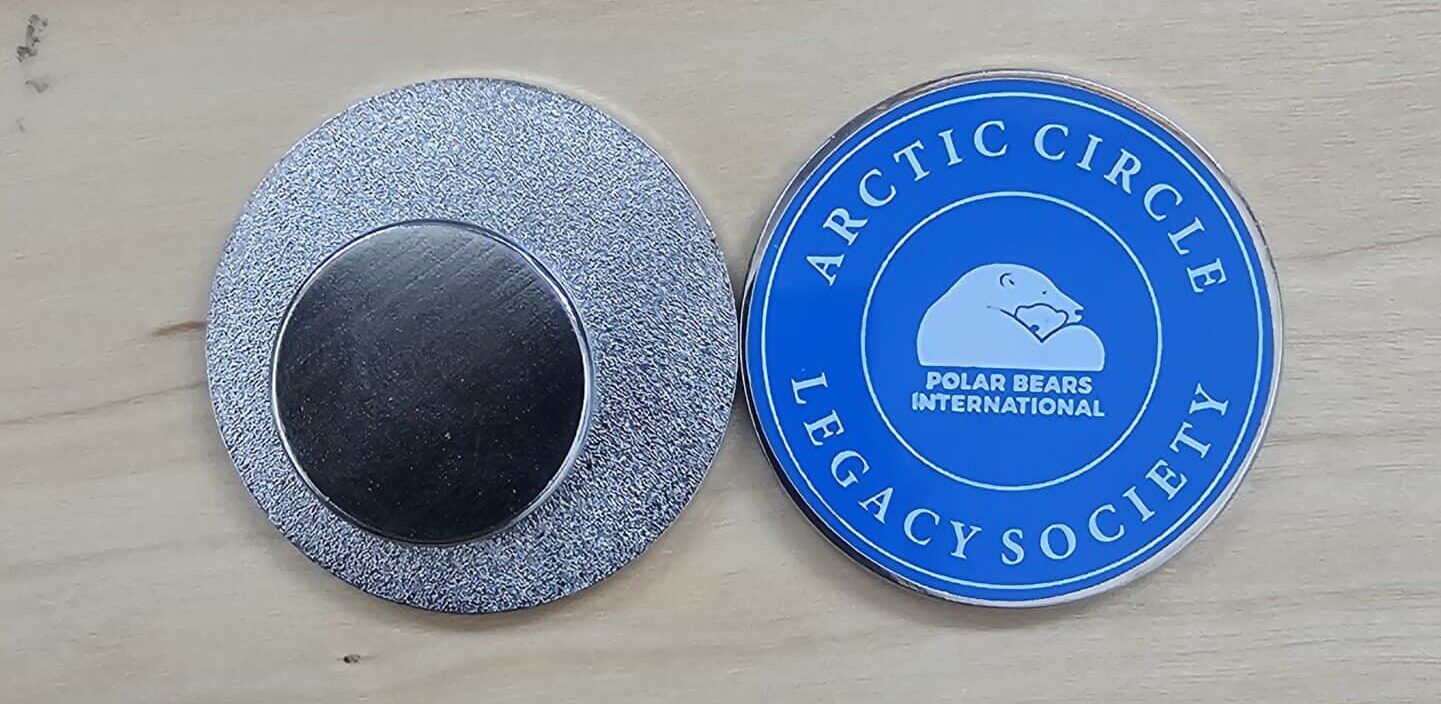 ARCTIC CIRCLE
POLAR BEARS
INTERNATIONAL
LEGACY SOCIETY